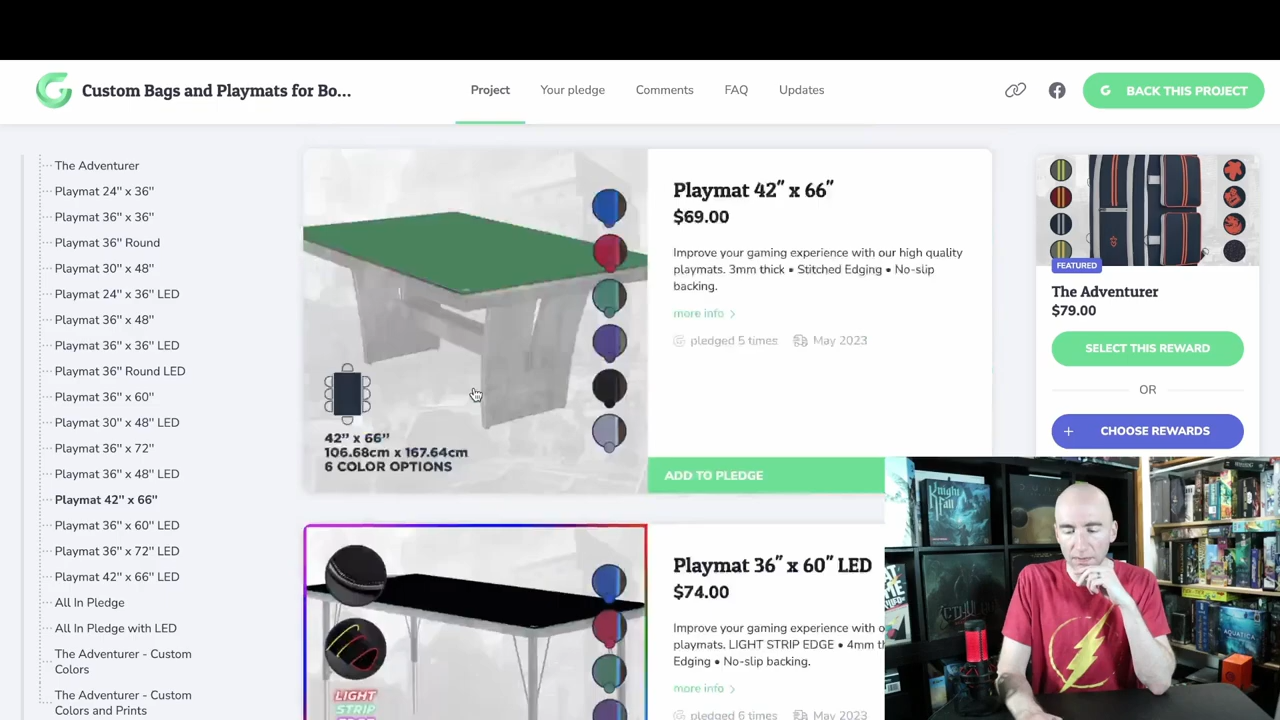 Custom Bags and Playmats for Bo...
Project
Your pledge
Comments
FAQ
Updates
BACK THIS PROJECT
The Adventurer
Playmat 24" x 36"
Playmat 36" x 36"
Playmat 36" Round
Playmat 30" x 48"
Playmat 24" x 36" LED
Playmat 36" x 48"
Playmat 36" x 36" LED
Playmat 36" Round LED
Playmat 36" x 60"
Playmat 30" x 48" LED
Playmat 36" x 72"
Playmat 36" x 48" LED
Playmat 42" x 66"
Playmat 36" x 60" LED
Playmat 36" x 72" LED
Playmat 42" x 66" LED
All In Pledge
All In Pledge with LED
The Adventurer - Custom
Colors
The Adventurer - Custom
Colors and Prints
42" x 66"
106.68cm x 167.64cm
6 COLOR OPTIONS
Playmat 42" x 66"
$69.00
Improve your gaming experience with our high quality
playmats. 3mm thick • Stitched Edging • No-slip
backing.
more info >
pledged 5 times
May 2023
ADD TO PLEDGE
LIGHT
STRIP
Playmat 36" x 60" LED
$74.00
Improve your gaming experience with o
playmats. LIGHT STRIP EDGE • 4mm t
Edging • No-slip backing.
more info >
pledged 6 times
May 2023
FEATURED
The Adventurer
$79.00
SELECT THIS REWARD
OR
+ CHOOSE REWARDS
Knight
Fall
AQUATICA